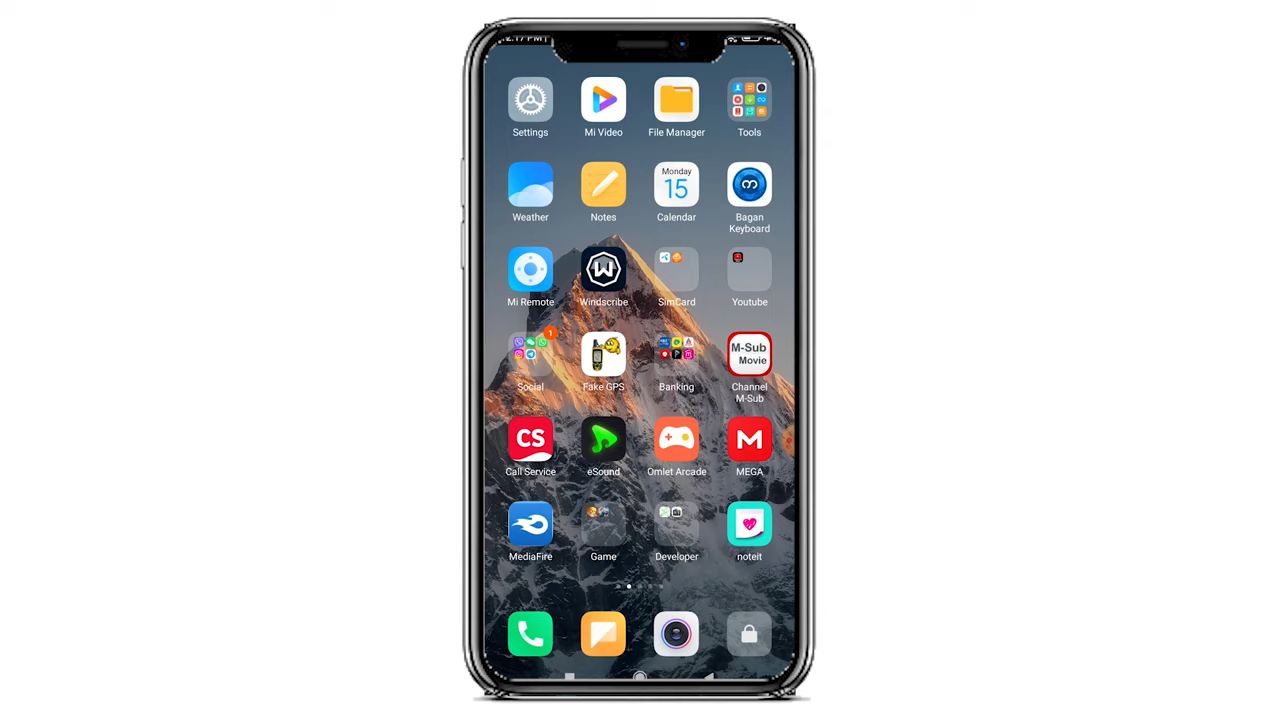 Settings
Mi Video
File Manager
Tools
Monday
15
Weather
Notes
Calendar
Bagan
Keyboard
Mi Remote
Windscribe
SimCard
Youtube
1
M-Sub
Movie
Social
Fake GPS
Banking
Channel
M-Sub
CS
Call Service
eSound
Omlet Arcade
MEGA
MediaFire
Game
Developer
noteit